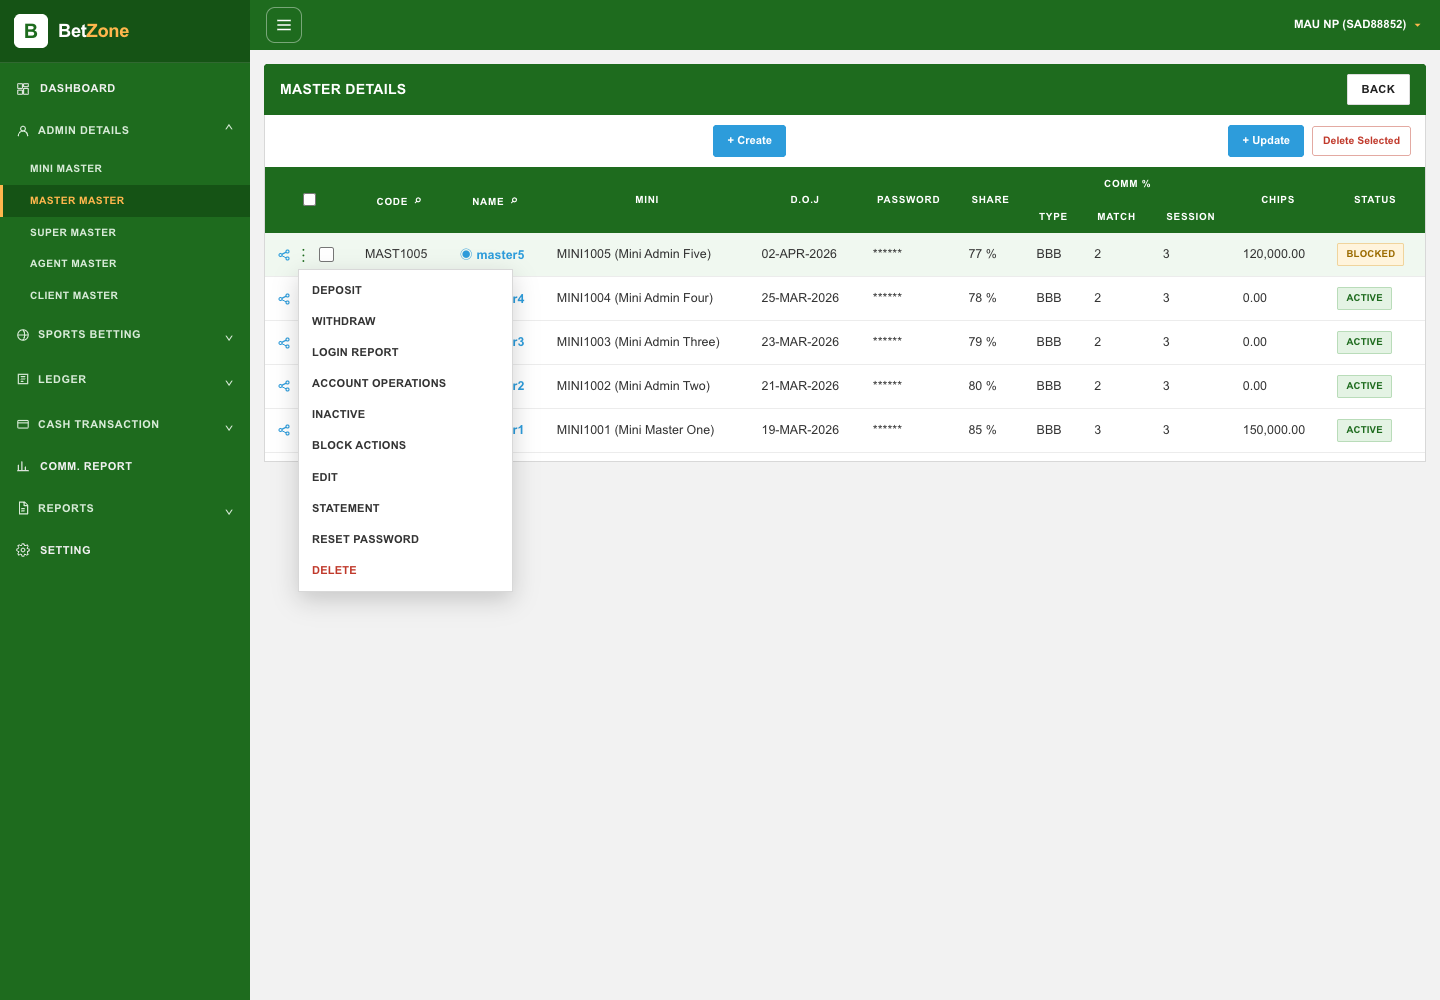 B BetZone
MAU NP (SAD88852)
DASHBOARD
ADMIN DETAILS
MINI MASTER
MASTER MASTER
SUPER MASTER
AGENT MASTER
CLIENT MASTER
SPORTS BETTING
LEDGER
CASH TRANSACTION
COMM. REPORT
REPORTS
SETTING
MASTER DETAILS
BACK
+ Create
+ Update
Delete Selected
CODE NAME MINI D.O.J PASSWORD SHARE COMM % CHIPS STATUS
TYPE MATCH SESSION
MAST1005 master5 MINI1005 (Mini Admin Five) 02-APR-2026 ****** 77 % BBB 2 3 120,000.00 BLOCKED
r4 MINI1004 (Mini Admin Four) 25-MAR-2026 ****** 78 % BBB 2 3 0.00 ACTIVE
r3 MINI1003 (Mini Admin Three) 23-MAR-2026 ****** 79 % BBB 2 3 0.00 ACTIVE
r2 MINI1002 (Mini Admin Two) 21-MAR-2026 ****** 80 % BBB 2 3 0.00 ACTIVE
r1 MINI1001 (Mini Master One) 19-MAR-2026 ****** 85 % BBB 3 3 150,000.00 ACTIVE
DEPOSIT
WITHDRAW
LOGIN REPORT
ACCOUNT OPERATIONS
INACTIVE
BLOCK ACTIONS
EDIT
STATEMENT
RESET PASSWORD
DELETE